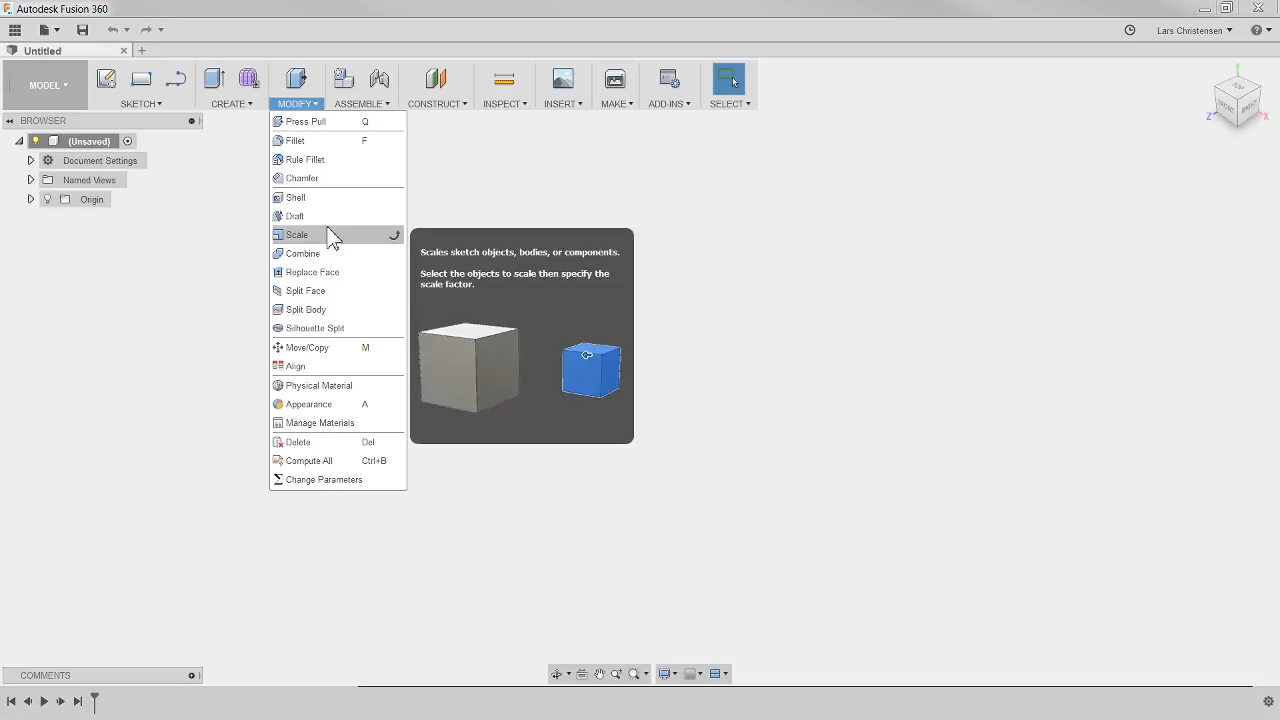 Autodesk Fusion 360
Lars Christensen
Untitled
MODEL
SKETCH
CREATE
MODIFY
ASSEMBLE
CONSTRUCT
INSPECT
INSERT
MAKE
ADD-INS
SELECT
BROWSER
(Unsaved)
Document Settings
Named Views
Origin
Press Pull Q
Fillet F
Rule Fillet
Chamfer
Shell
Draft
Scale
Combine
Replace Face
Split Face
Split Body
Silhouette Split
Move/Copy M
Align
Physical Material
Appearance A
Manage Materials
Delete Del
Compute All Ctrl+B
Change Parameters
Scales sketch objects, bodies, or components.
Select the objects to scale then specify the
scale factor.
Y
TOP
FRONT
RIGHT
Z
X
COMMENTS